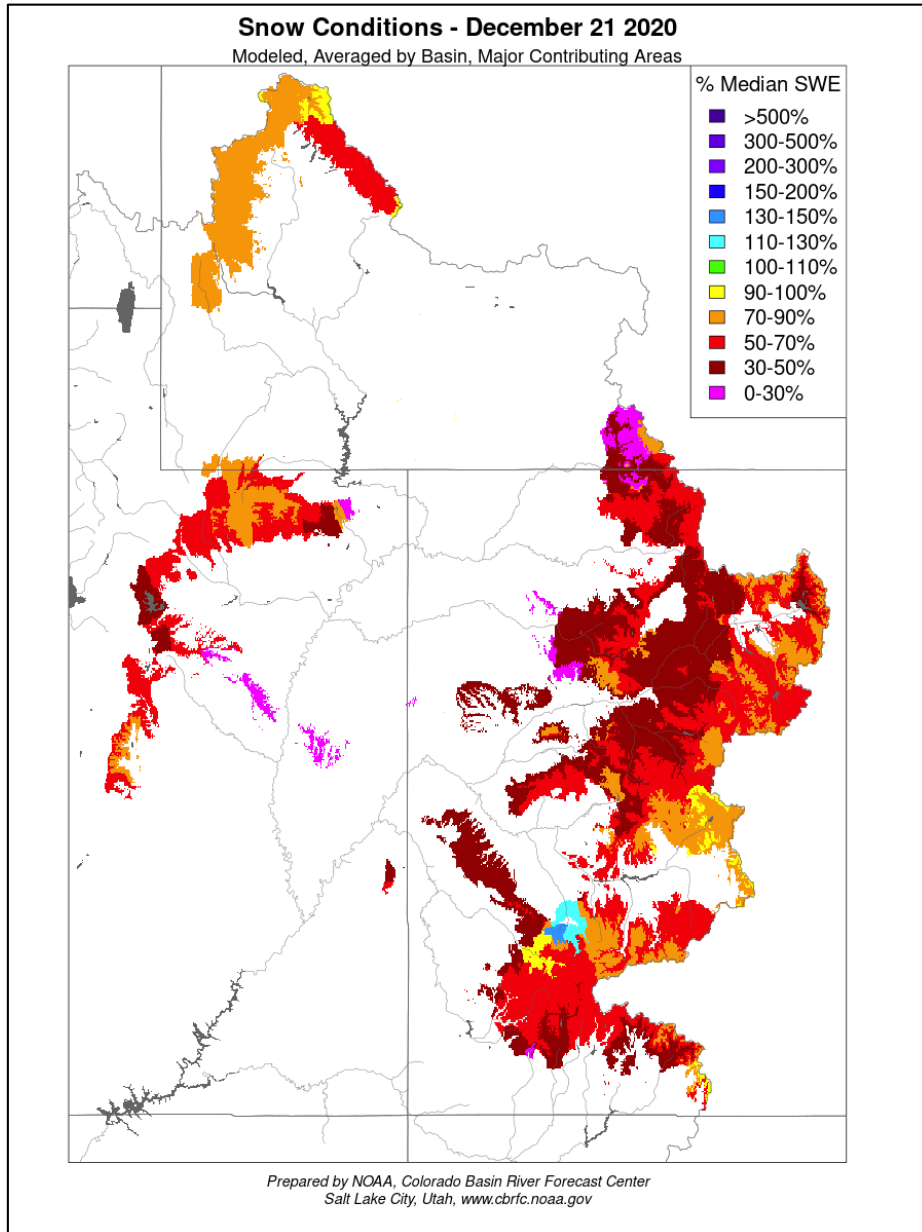 Snow Conditions - December 21 2020
Modeled, Averaged by Basin, Major Contributing Areas
% Median SWE
>500%
300-500%
200-300%
150-200%
130-150%
110-130%
100-110%
90-100%
70-90%
50-70%
30-50%
0-30%
Prepared by NOAA, Colorado Basin River Forecast Center
Salt Lake City, Utah, www.cbrfc.noaa.gov